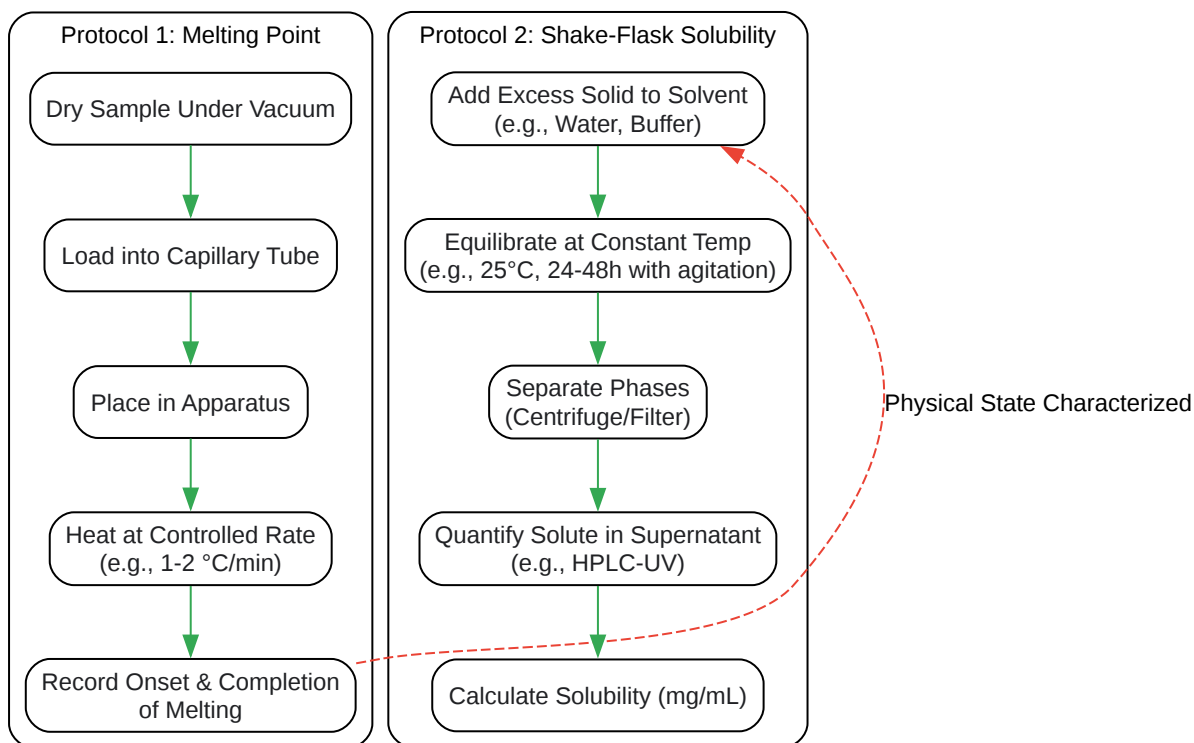 Protocol 1: Melting Point
Dry Sample Under Vacuum
Load into Capillary Tube
Place in Apparatus
Heat at Controlled Rate
(e.g., 1-2 °C/min)
Record Onset & Completion
of Melting
Protocol 2: Shake-Flask Solubility
Add Excess Solid to Solvent
(e.g., Water, Buffer)
Equilibrate at Constant Temp
(e.g., 25°C, 24-48h with agitation)
Separate Phases
(Centrifuge/Filter)
Quantify Solute in Supernatant
(e.g., HPLC-UV)
Calculate Solubility (mg/mL)
Physical State Characterized